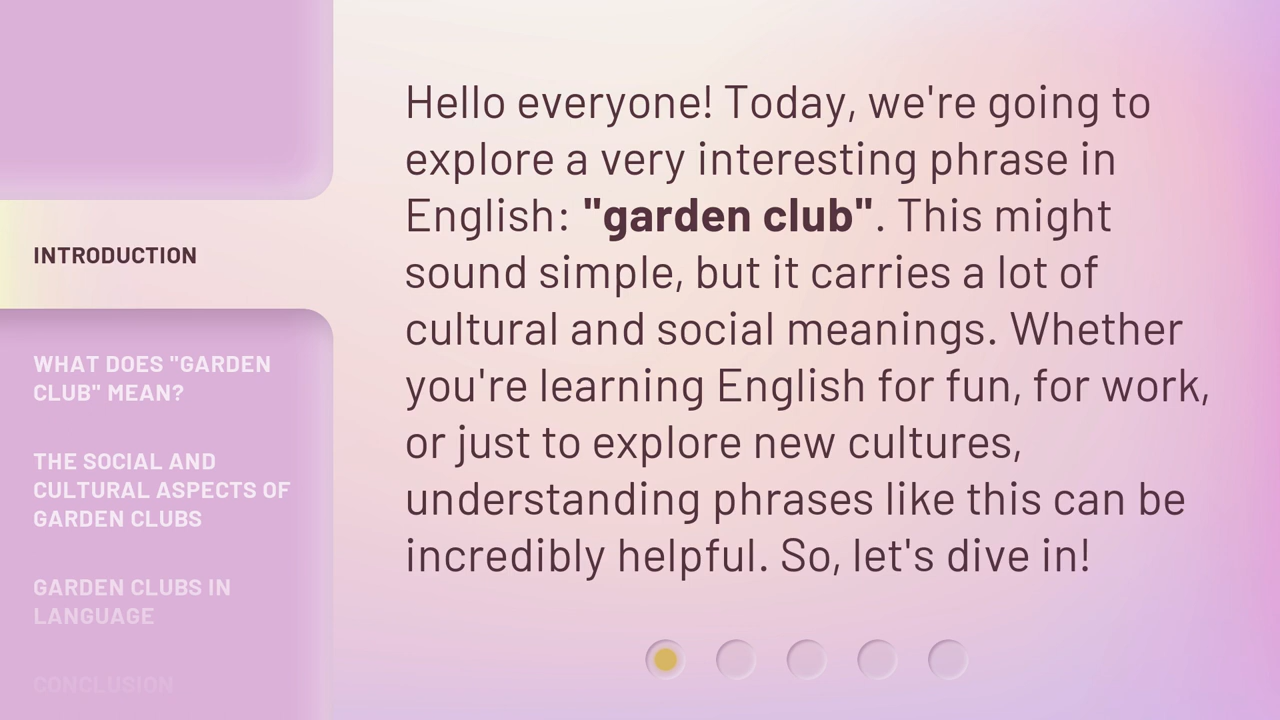 INTRODUCTION
WHAT DOES "GARDEN
CLUB" MEAN?
THE SOCIAL AND
CULTURAL ASPECTS OF
GARDEN CLUBS
GARDEN CLUBS IN
LANGUAGE
CONCLUSION
Hello everyone! Today, we're going to
explore a very interesting phrase in
English: "garden club". This might
sound simple, but it carries a lot of
cultural and social meanings. Whether
you're learning English for fun, for work,
or just to explore new cultures,
understanding phrases like this can be
incredibly helpful. So, let's dive in!